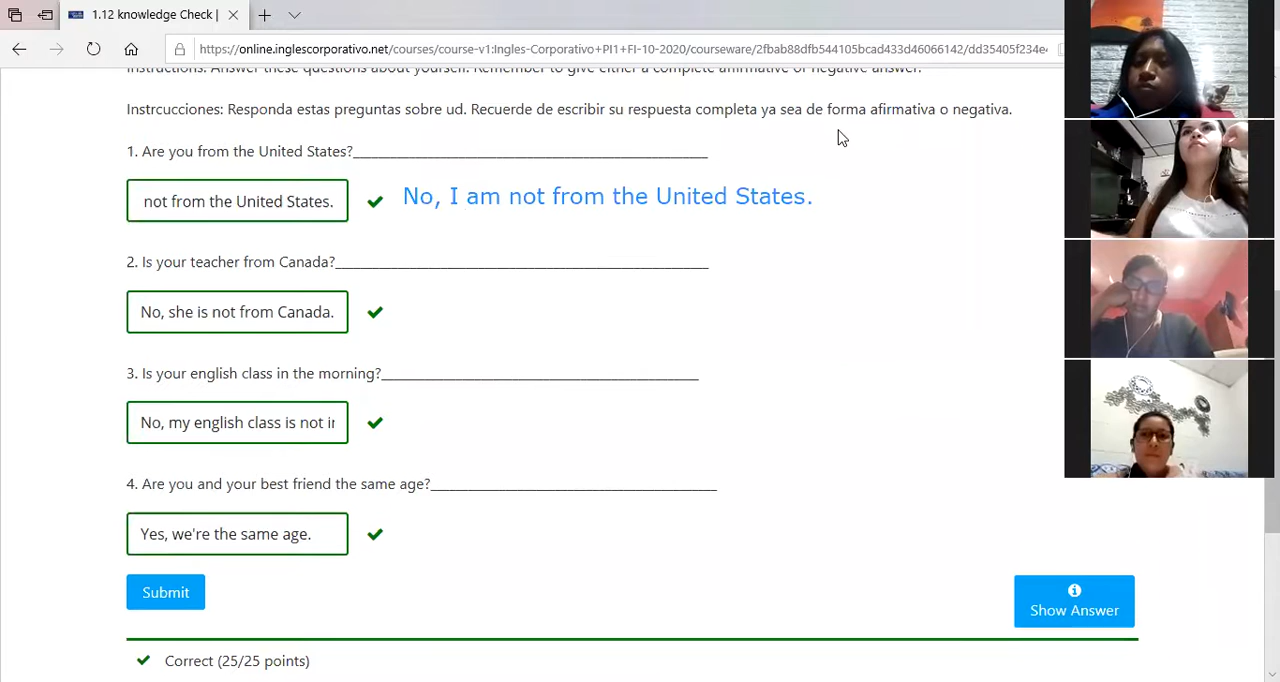 1.12 knowledge Check |
https://online.inglescorporativo.net/courses/course-v1:Ingles-Corporativo+PI1+FI-10-2020/courseware/2fbab88dfb544105bcad433d46066142/dd35405f234e
Instructions: Answer these questions about yourself. Remember to give either a complete affirmative or negative answer.
Instrcucciones: Responda estas preguntas sobre ud. Recuerde de escribir su respuesta completa ya sea de forma afirmativa o negativa.
1. Are you from the United States?
not from the United States.
No, I am not from the United States.
2. Is your teacher from Canada?
No, she is not from Canada.
3. Is your english class in the morning?
No, my english class is not in
4. Are you and your best friend the same age?
Yes, we're the same age.
Submit
Show Answer
Correct (25/25 points)